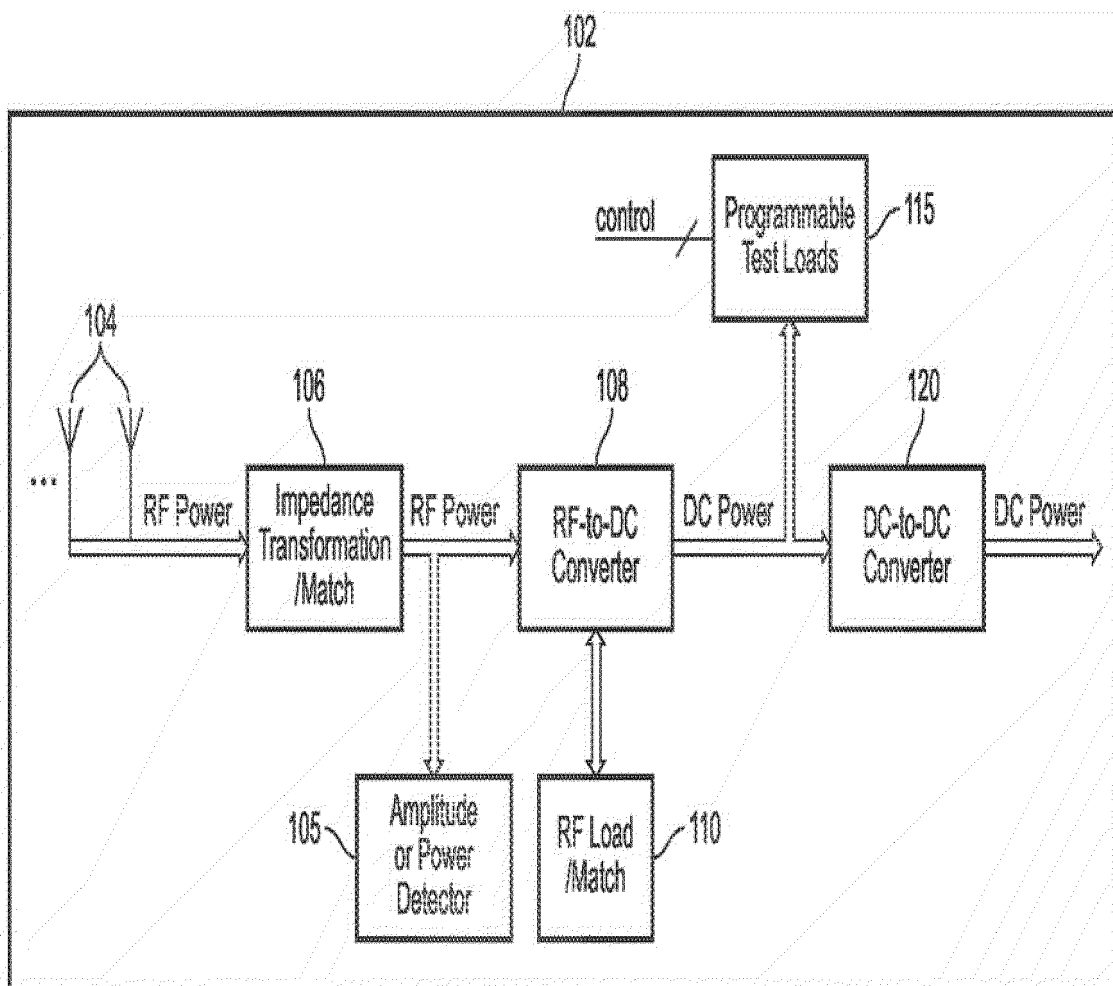 102
Programmable
Test Loads
115
control
104
106
108
120
...
RF Power
Impedance
Transformation
/Match
RF Power
RF-to-DC
Converter
DC Power
DC-to-DC
Converter
DC Power
105
Amplitude
or Power
Detector
RF Load
/Match
110